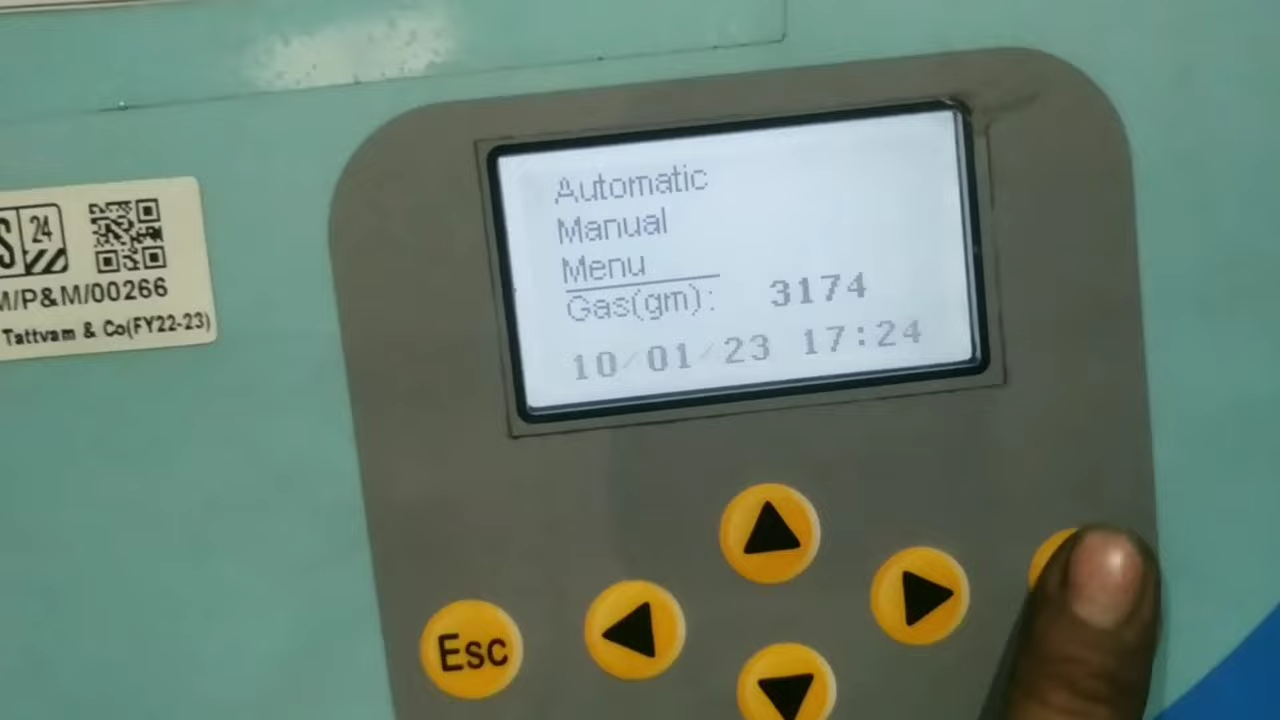 Automatic
Manual
Menu
Gas(gm): 3174
10/01/23 17:24
S 24
M/P&M/00266
Tattvam & Co(FY22-23)
Esc